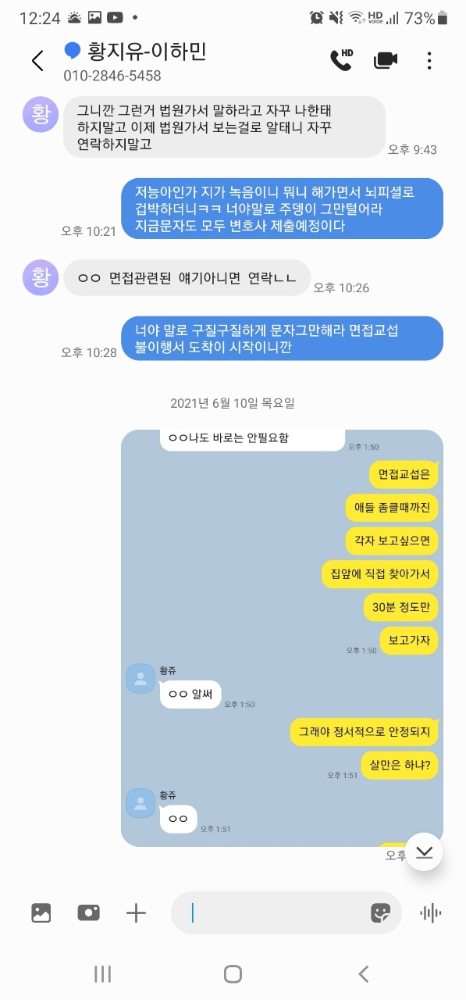 12:24
HD voice
73%
황지유-이하민
010-2846-5458
HD
황
그니깐 그런거 법원가서 말하라고 자꾸 나한태
하지말고 이제 법원가서 보는걸로 알태니 자꾸
연락하지말고
오후 9:43
저능아인가 지가 녹음이니 뭐니 해가면서 뇌피셜로
겁박하더니ㅋㅋ 너야말로 주뎅이 그만털어라
지금문자도 모두 변호사 제출예정이다
오후 10:21
황
ㅇㅇ 면접관련된 얘기아니면 연락ㄴㄴ
오후 10:26
너야 말로 구질구질하게 문자그만해라 면접교섭
불이행서 도착이 시작이니깐
오후 10:28
2021년 6월 10일 목요일
ㅇㅇ나도 바로는 안필요함
오후 1:50
면접교섭은
애들 좀클때까진
각자 보고싶으면
집앞에 직접 찾아가서
30분 정도만
보고가자
오후 1:50
황쥬
ㅇㅇ 알써
오후 1:50
그래야 정서적으로 안정되지
살만은 하냐?
오후 1:51
황쥬
ㅇㅇ
오후 1:51
오후